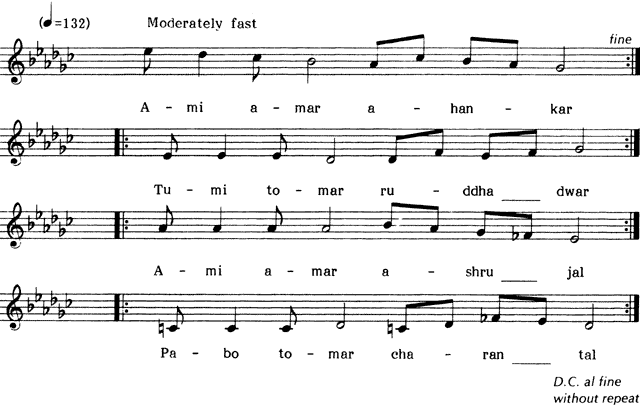 (♩=132) Moderately fast
fine
A – mi a – mar a – han – kar
Tu – mi to – mar ru – ddha ____ dwar
A – mi a – mar a – shru ____ jal
Pa – bo to – mar cha – ran ____ tal
D.C. al fine
without repeat